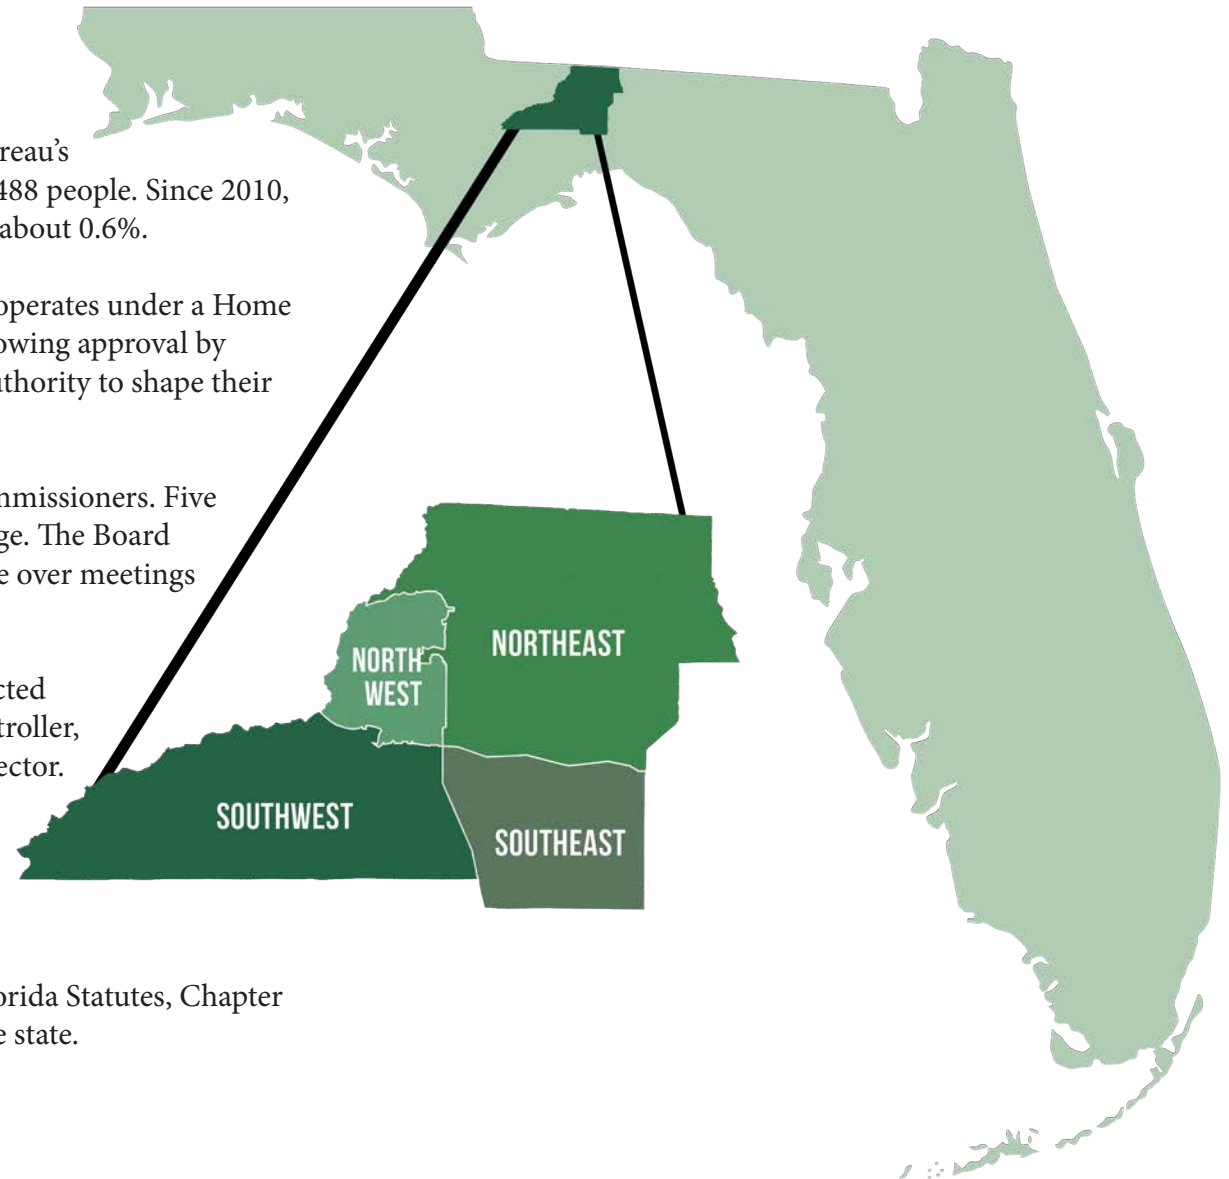 reau’s
488 people. Since 2010,
about 0.6%.
operates under a Home
owing approval by
uthority to shape their
mmissioners. Five
ge. The Board
e over meetings
cted
troller,
ector.
orida Statutes, Chapter
e state.
NORTH
WEST
NORTHEAST
SOUTHWEST
SOUTHEAST